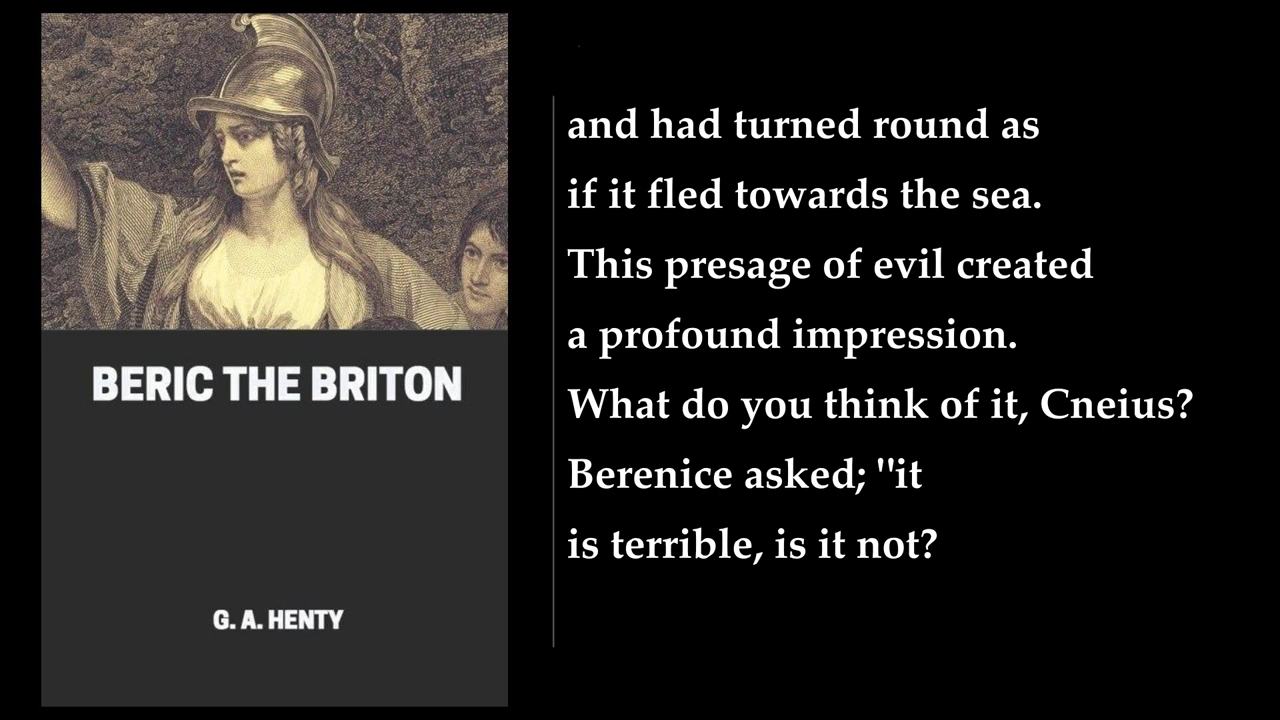 BERIC THE BRITON
G. A. HENTY
and had turned round as
if it fled towards the sea.
This presage of evil created
a profound impression.
What do you think of it, Cneius?
Berenice asked; "it
is terrible, is it not?